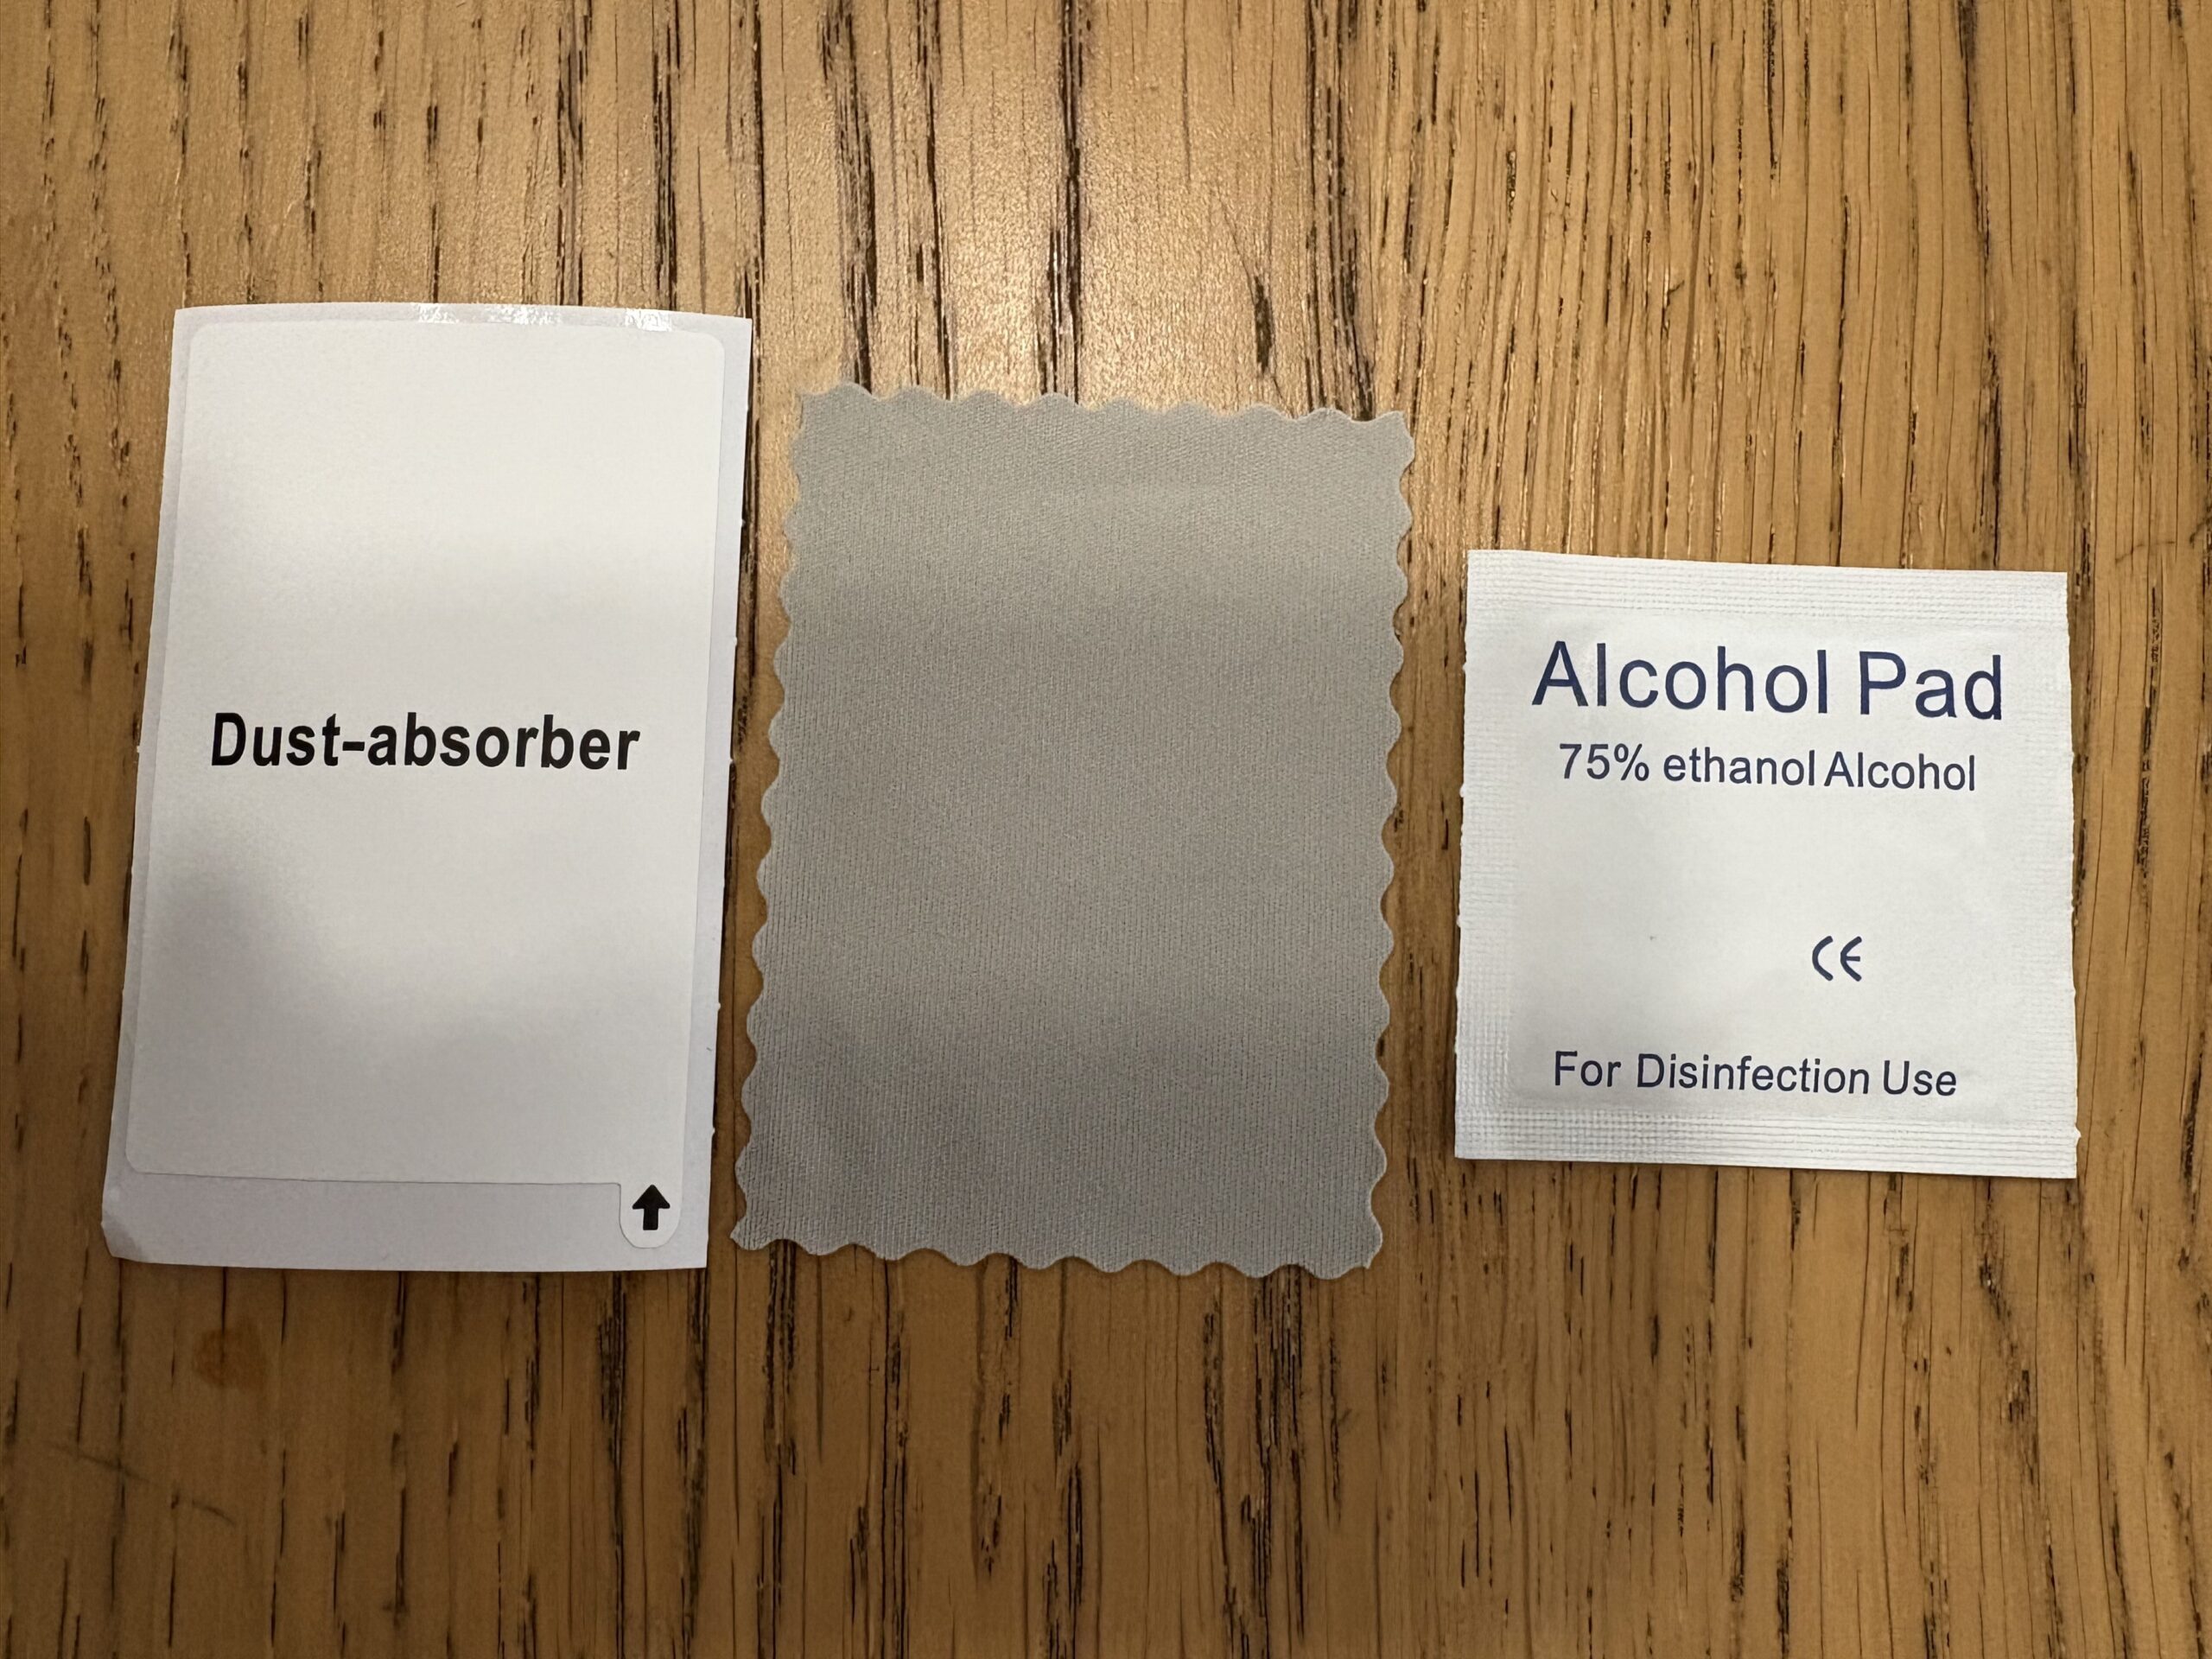 Dust-absorber
Alcohol Pad
75% ethanol Alcohol
CE
For Disinfection Use